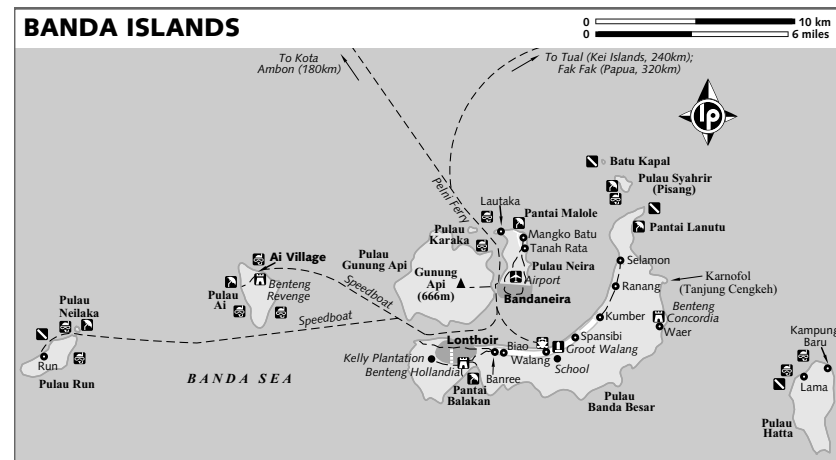 BANDA ISLANDS
0 10 km
0 6 miles
To Kota
Ambon (180km)
To Tual (Kei Islands, 240km);
Fak Fak (Papua, 320km)
lp
Batu Kapal
Pulau Syahrir
(Pisang)
Pelni Ferry
Lautaka
Pantai Malole
Pantai Lanutu
Pulau
Karaka
Mangko Batu
Tanah Rata
Ai Village
Pulau
Gunung Api
Gunung
Api
(666m)
Pulau Neira
Airport
Bandaneira
Selamon
Ranang
Karnofol
(Tanjung Cengkeh)
Benteng
Revenge
Pulau
Ai
Speedboat
Speedboat
Pulau
Neilaka
Kumber
Benteng
Concordia
Waer
Spansibi
Kampung
Baru
Lonthoir
Biao
Walang
Groot Walang
School
Run
Pulau Run
BANDA SEA
Kelly Plantation
Benteng Hollandia
Banree
Pantai
Balakan
Pulau
Banda Besar
Lama
Pulau
Hatta